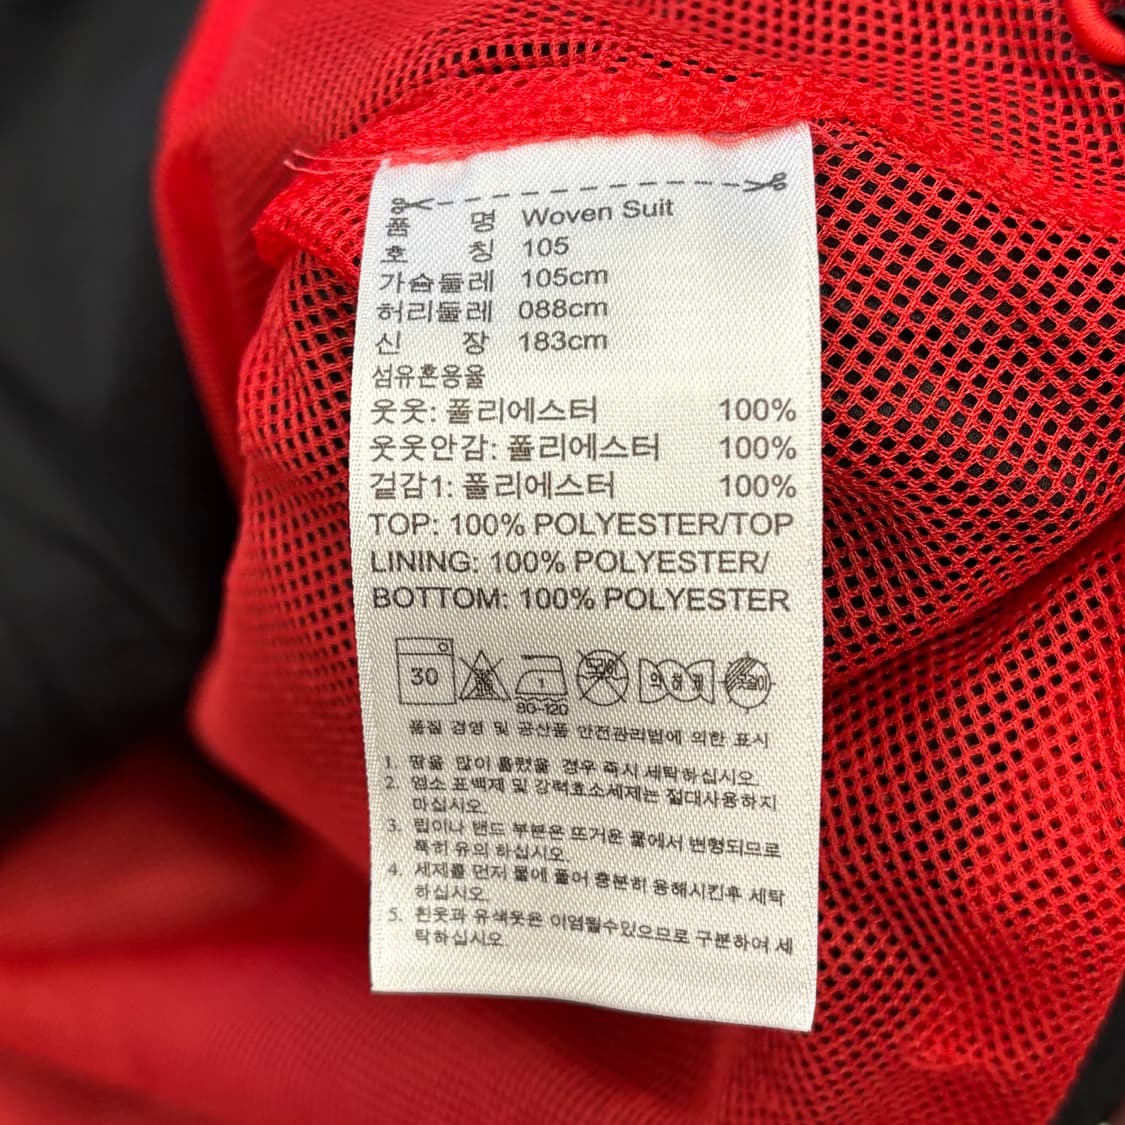 품 명 Woven Suit
호 칭 105
가슴둘레 105cm
허리둘레 088cm
신 장 183cm
섬유혼용율
웃옷: 폴리에스터 100%
웃옷안감: 폴리에스터 100%
겉감1: 폴리에스터 100%
TOP: 100% POLYESTER/TOP
LINING: 100% POLYESTER/
BOTTOM: 100% POLYESTER
30 1
80-120
품질 경영 및 공산품 안전관리법에 의한 표시
1. 땀을 많이 흘렸을 경우 즉시 세탁하십시오.
2. 염소 표백제 및 강력효소세제는 절대사용하지
마십시오.
3. 립이나 밴드 부분은 뜨거운 물에서 변형되므로
특히 유의 하십시오.
4. 세제를 먼저 물에 풀어 충분히 용해시킨후 세탁
하십시오.
5. 흰옷과 유색옷은 이염될수있으므로 구분하여 세
탁하십시오.